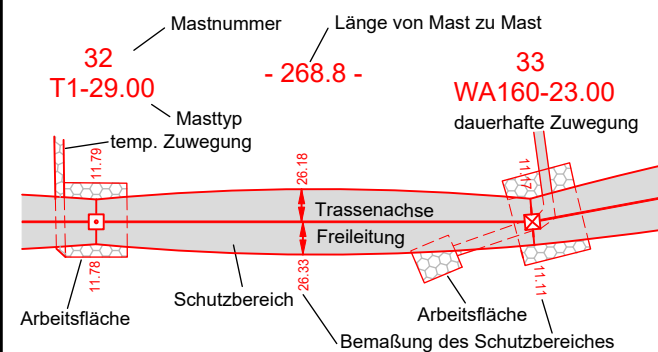 Mastnummer
Länge von Mast zu Mast
32
T1-29.00
- 268.8 -
33
WA160-23.00
Masttyp
temp. Zuwegung
dauerhafte Zuwegung
11.79
26.18
11.17
Trassenachse
Freileitung
11.78
26.33
11.11
Schutzbereich
Arbeitsfläche
Arbeitsfläche
Bemaßung des Schutzbereiches